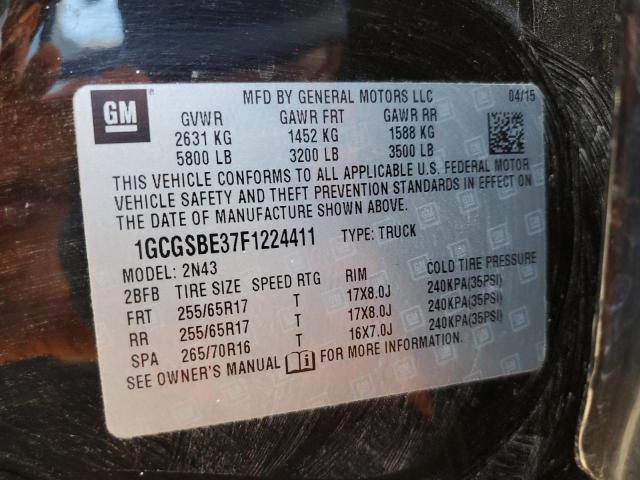 GM
MFD BY GENERAL MOTORS LLC 04/15
GVWR GAWR FRT GAWR RR
2631 KG 1452 KG 1588 KG
5800 LB 3200 LB 3500 LB
THIS VEHICLE CONFORMS TO ALL APPLICABLE U.S. FEDERAL MOTOR
VEHICLE SAFETY AND THEFT PREVENTION STANDARDS IN EFFECT ON
THE DATE OF MANUFACTURE SHOWN ABOVE.
1GCGSBE37F1224411 TYPE: TRUCK
MODEL: 2N43
2BFB TIRE SIZE SPEED RTG RIM COLD TIRE PRESSURE
FRT 255/65R17 T 17X8.0J 240KPA(35PSI)
RR 255/65R17 T 17X8.0J 240KPA(35PSI)
SPA 265/70R16 T 16X7.0J 240KPA(35PSI)
SEE OWNER'S MANUAL FOR MORE INFORMATION.